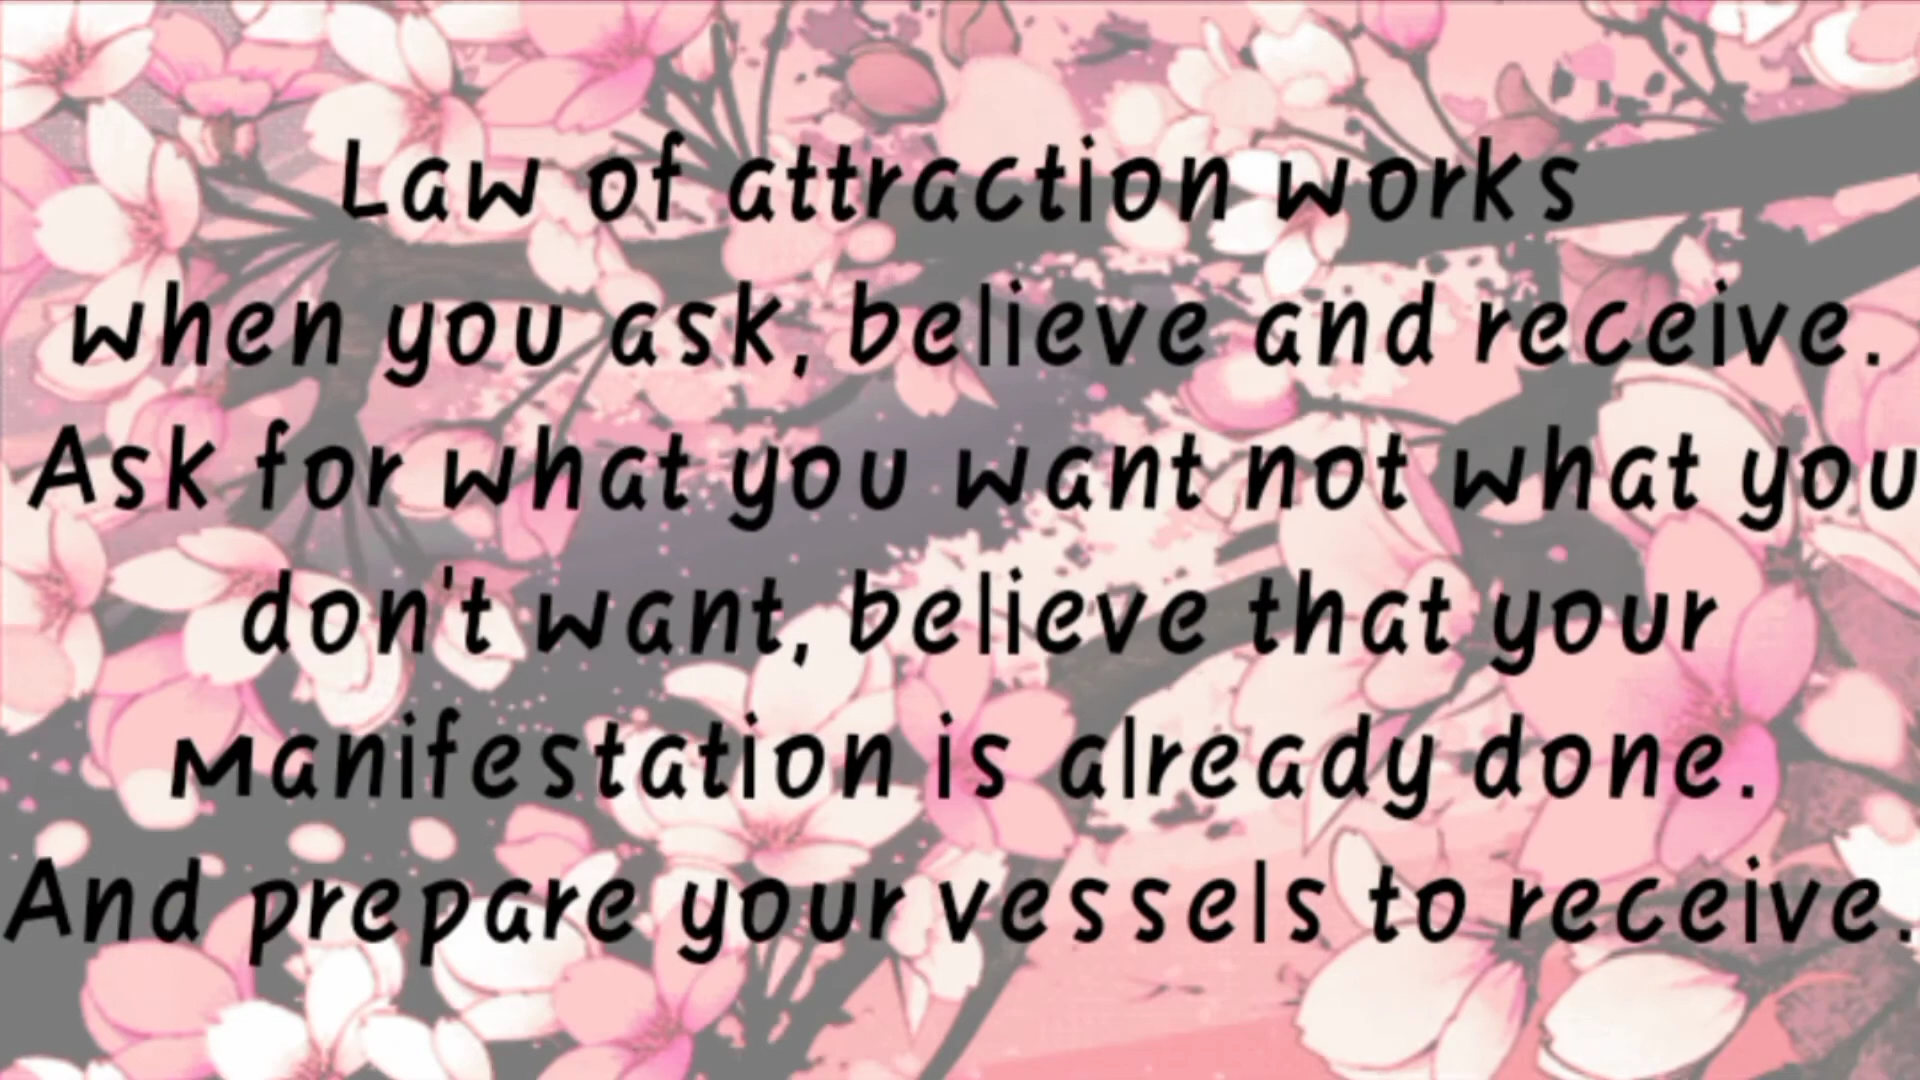 Law of attraction works
when you ask, believe and receive.
Ask for what you want not what you
don't want, believe that your
Manifestation is already done.
And prepare your vessels to receive.